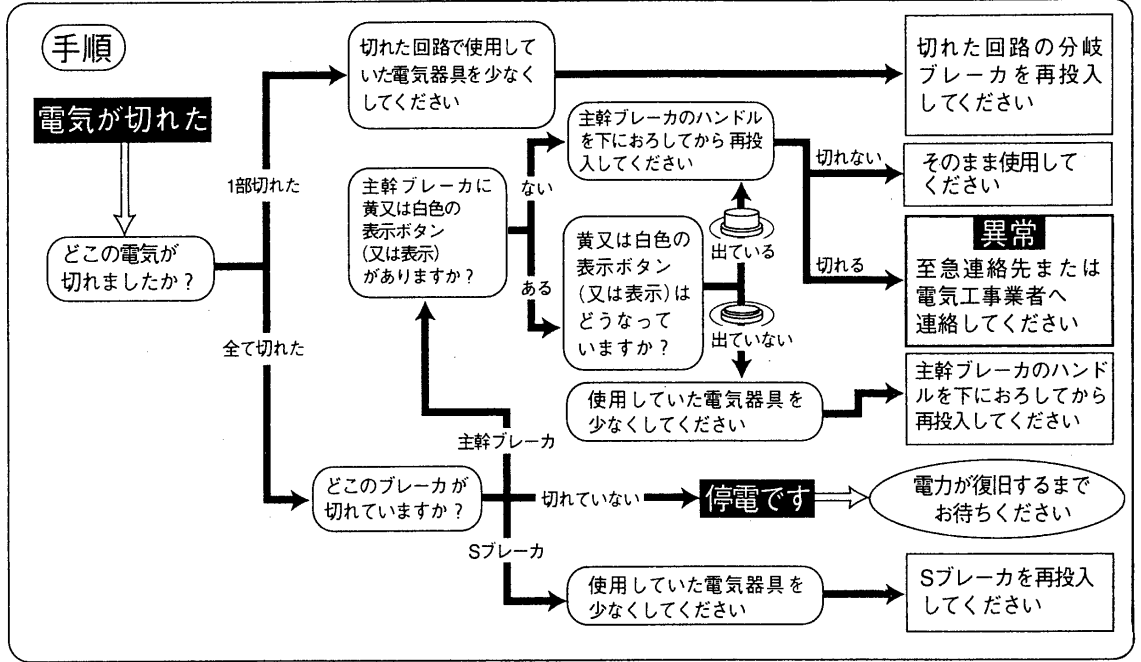 手順
電気が切れた
どこの電気が
切れましたか？
1部切れた
全て切れた
切れた回路で使用して
いた電気器具を少なく
してください
切れた回路の分岐
ブレーカを再投入
してください
主幹ブレーカに
黄又は白色の
表示ボタン
(又は表示)
がありますか？
ない
ある
主幹ブレーカのハンドル
を下におろしてから再投
入してください
切れない
そのまま使用して
ください
切れる
異常
至急連絡先または
電気工事業者へ
連絡してください
黄又は白色の
表示ボタン
(又は表示)は
どうなって
いますか？
出ている
出ていない
使用していた電気器具を
少なくしてください
主幹ブレーカのハンド
ルを下におろしてから
再投入してください
どこのブレーカが
切れていますか？
主幹ブレーカ
切れていない
停電です
電力が復旧するまで
お待ちください
Sブレーカ
使用していた電気器具を
少なくしてください
Sブレーカを再投入
してください